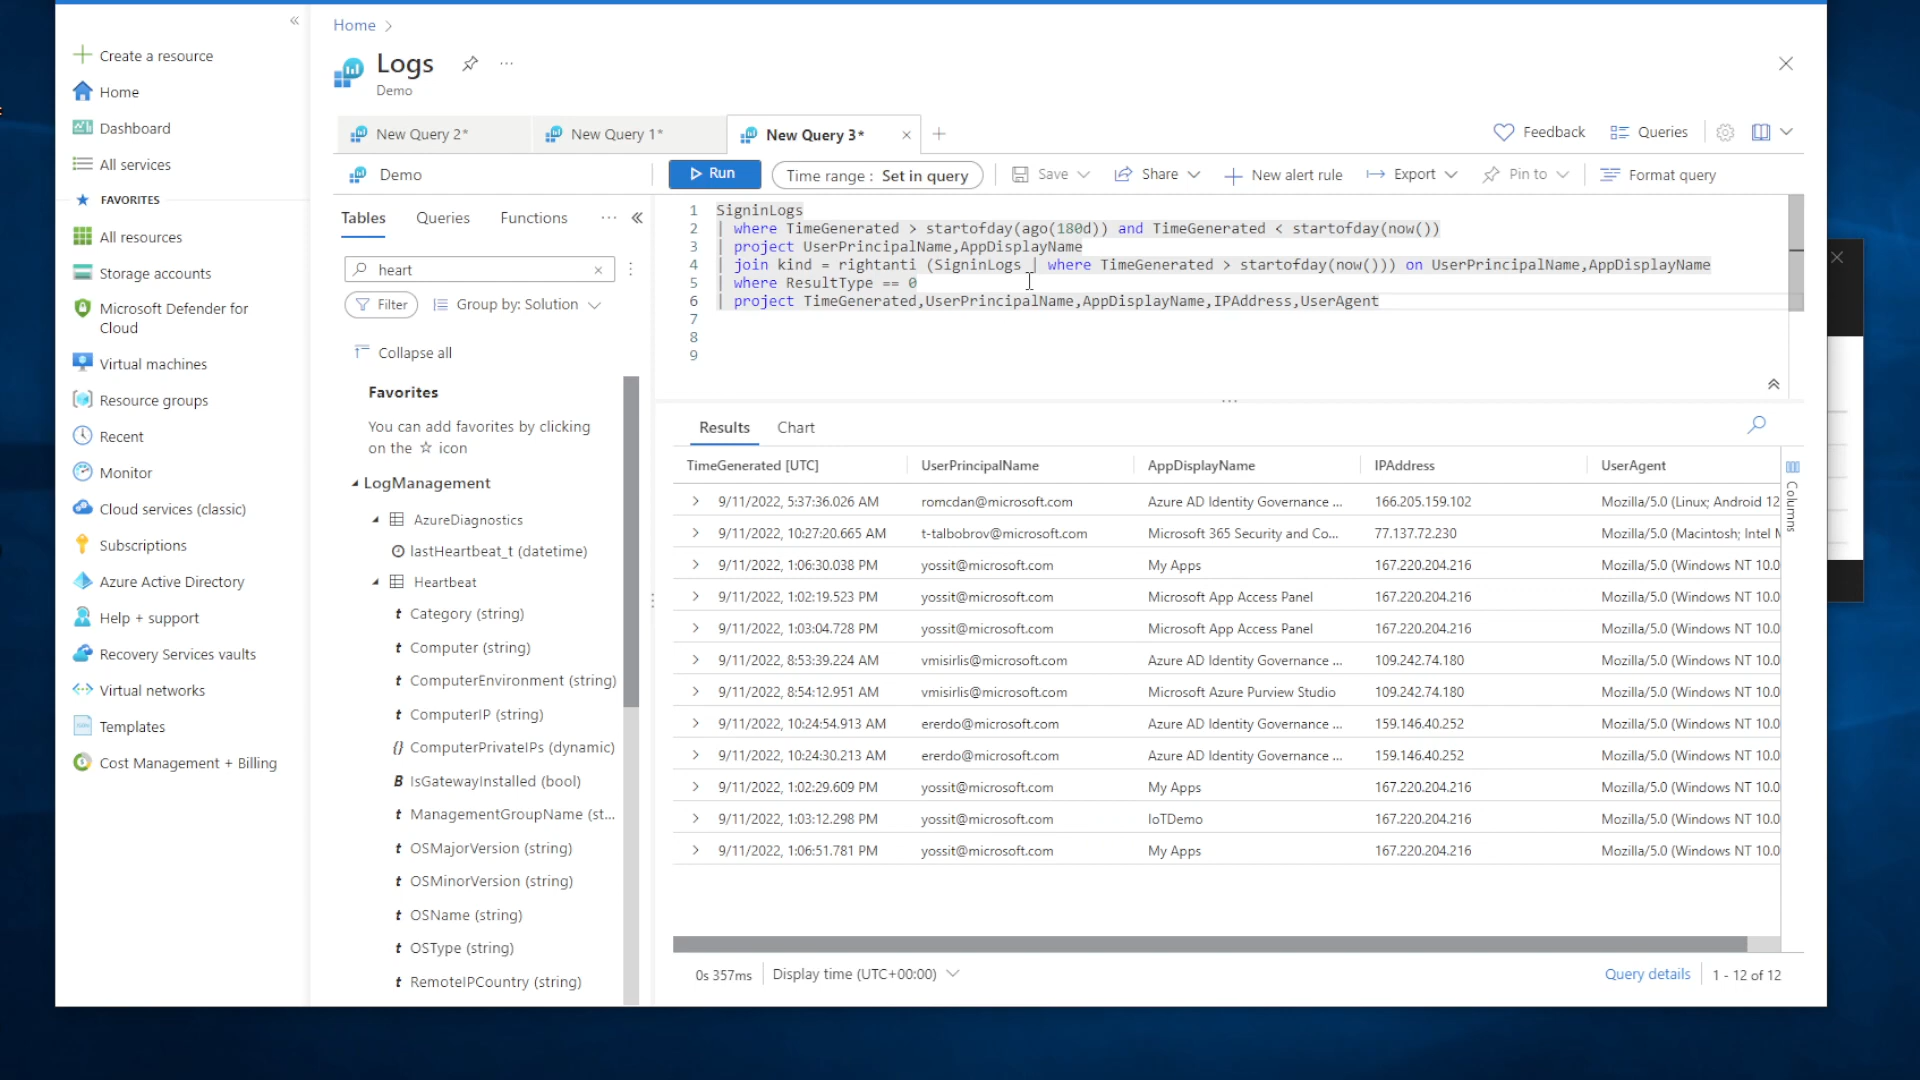 Home
Logs
Demo
Create a resource
Home
Dashboard
All services
FAVORITES
All resources
Storage accounts
Microsoft Defender for
Cloud
Virtual machines
Resource groups
Recent
Monitor
Cloud services (classic)
Subscriptions
Azure Active Directory
Help + support
Recovery Services vaults
Virtual networks
Templates
Cost Management + Billing
New Query 2*
New Query 1*
New Query 3*
Feedback
Queries
Demo
Run
Time range : Set in query
Save
Share
New alert rule
Export
Pin to
Format query
Tables
Queries
Functions
heart
Filter
Group by: Solution
Collapse all
Favorites
You can add favorites by clicking
on the ☆ icon
LogManagement
AzureDiagnostics
lastHeartbeat_t (datetime)
Heartbeat
t Category (string)
t Computer (string)
t ComputerEnvironment (string)
t ComputerIP (string)
{} ComputerPrivateIPs (dynamic)
B IsGatewayInstalled (bool)
t ManagementGroupName (st...
t OSMajorVersion (string)
t OSMinorVersion (string)
t OSName (string)
t OSType (string)
t RemoteIPCountry (string)
1 SigninLogs
2 | where TimeGenerated > startofday(ago(180d)) and TimeGenerated < startofday(now())
3 | project UserPrincipalName,AppDisplayName
4 | join kind = rightanti (SigninLogs | where TimeGenerated > startofday(now())) on UserPrincipalName,AppDisplayName
5 | where ResultType == 0
6 | project TimeGenerated,UserPrincipalName,AppDisplayName,IPAddress,UserAgent
7
8
9
Results
Chart
TimeGenerated [UTC] UserPrincipalName AppDisplayName IPAddress UserAgent
9/11/2022, 5:37:36.026 AM romcdan@microsoft.com Azure AD Identity Governance ... 166.205.159.102 Mozilla/5.0 (Linux; Android 12
9/11/2022, 10:27:20.665 AM t-talbobrov@microsoft.com Microsoft 365 Security and Co... 77.137.72.230 Mozilla/5.0 (Macintosh; Intel M
9/11/2022, 1:06:30.038 PM yossit@microsoft.com My Apps 167.220.204.216 Mozilla/5.0 (Windows NT 10.0
9/11/2022, 1:02:19.523 PM yossit@microsoft.com Microsoft App Access Panel 167.220.204.216 Mozilla/5.0 (Windows NT 10.0
9/11/2022, 1:03:04.728 PM yossit@microsoft.com Microsoft App Access Panel 167.220.204.216 Mozilla/5.0 (Windows NT 10.0
9/11/2022, 8:53:39.224 AM vmisirlis@microsoft.com Azure AD Identity Governance ... 109.242.74.180 Mozilla/5.0 (Windows NT 10.0
9/11/2022, 8:54:12.951 AM vmisirlis@microsoft.com Microsoft Azure Purview Studio 109.242.74.180 Mozilla/5.0 (Windows NT 10.0
9/11/2022, 10:24:54.913 AM ererdo@microsoft.com Azure AD Identity Governance ... 159.146.40.252 Mozilla/5.0 (Windows NT 10.0
9/11/2022, 10:24:30.213 AM ererdo@microsoft.com Azure AD Identity Governance ... 159.146.40.252 Mozilla/5.0 (Windows NT 10.0
9/11/2022, 1:02:29.609 PM yossit@microsoft.com My Apps 167.220.204.216 Mozilla/5.0 (Windows NT 10.0
9/11/2022, 1:03:12.298 PM yossit@microsoft.com IoTDemo 167.220.204.216 Mozilla/5.0 (Windows NT 10.0
9/11/2022, 1:06:51.781 PM yossit@microsoft.com My Apps 167.220.204.216 Mozilla/5.0 (Windows NT 10.0
Columns
0s 357ms
Display time (UTC+00:00)
Query details
1 - 12 of 12